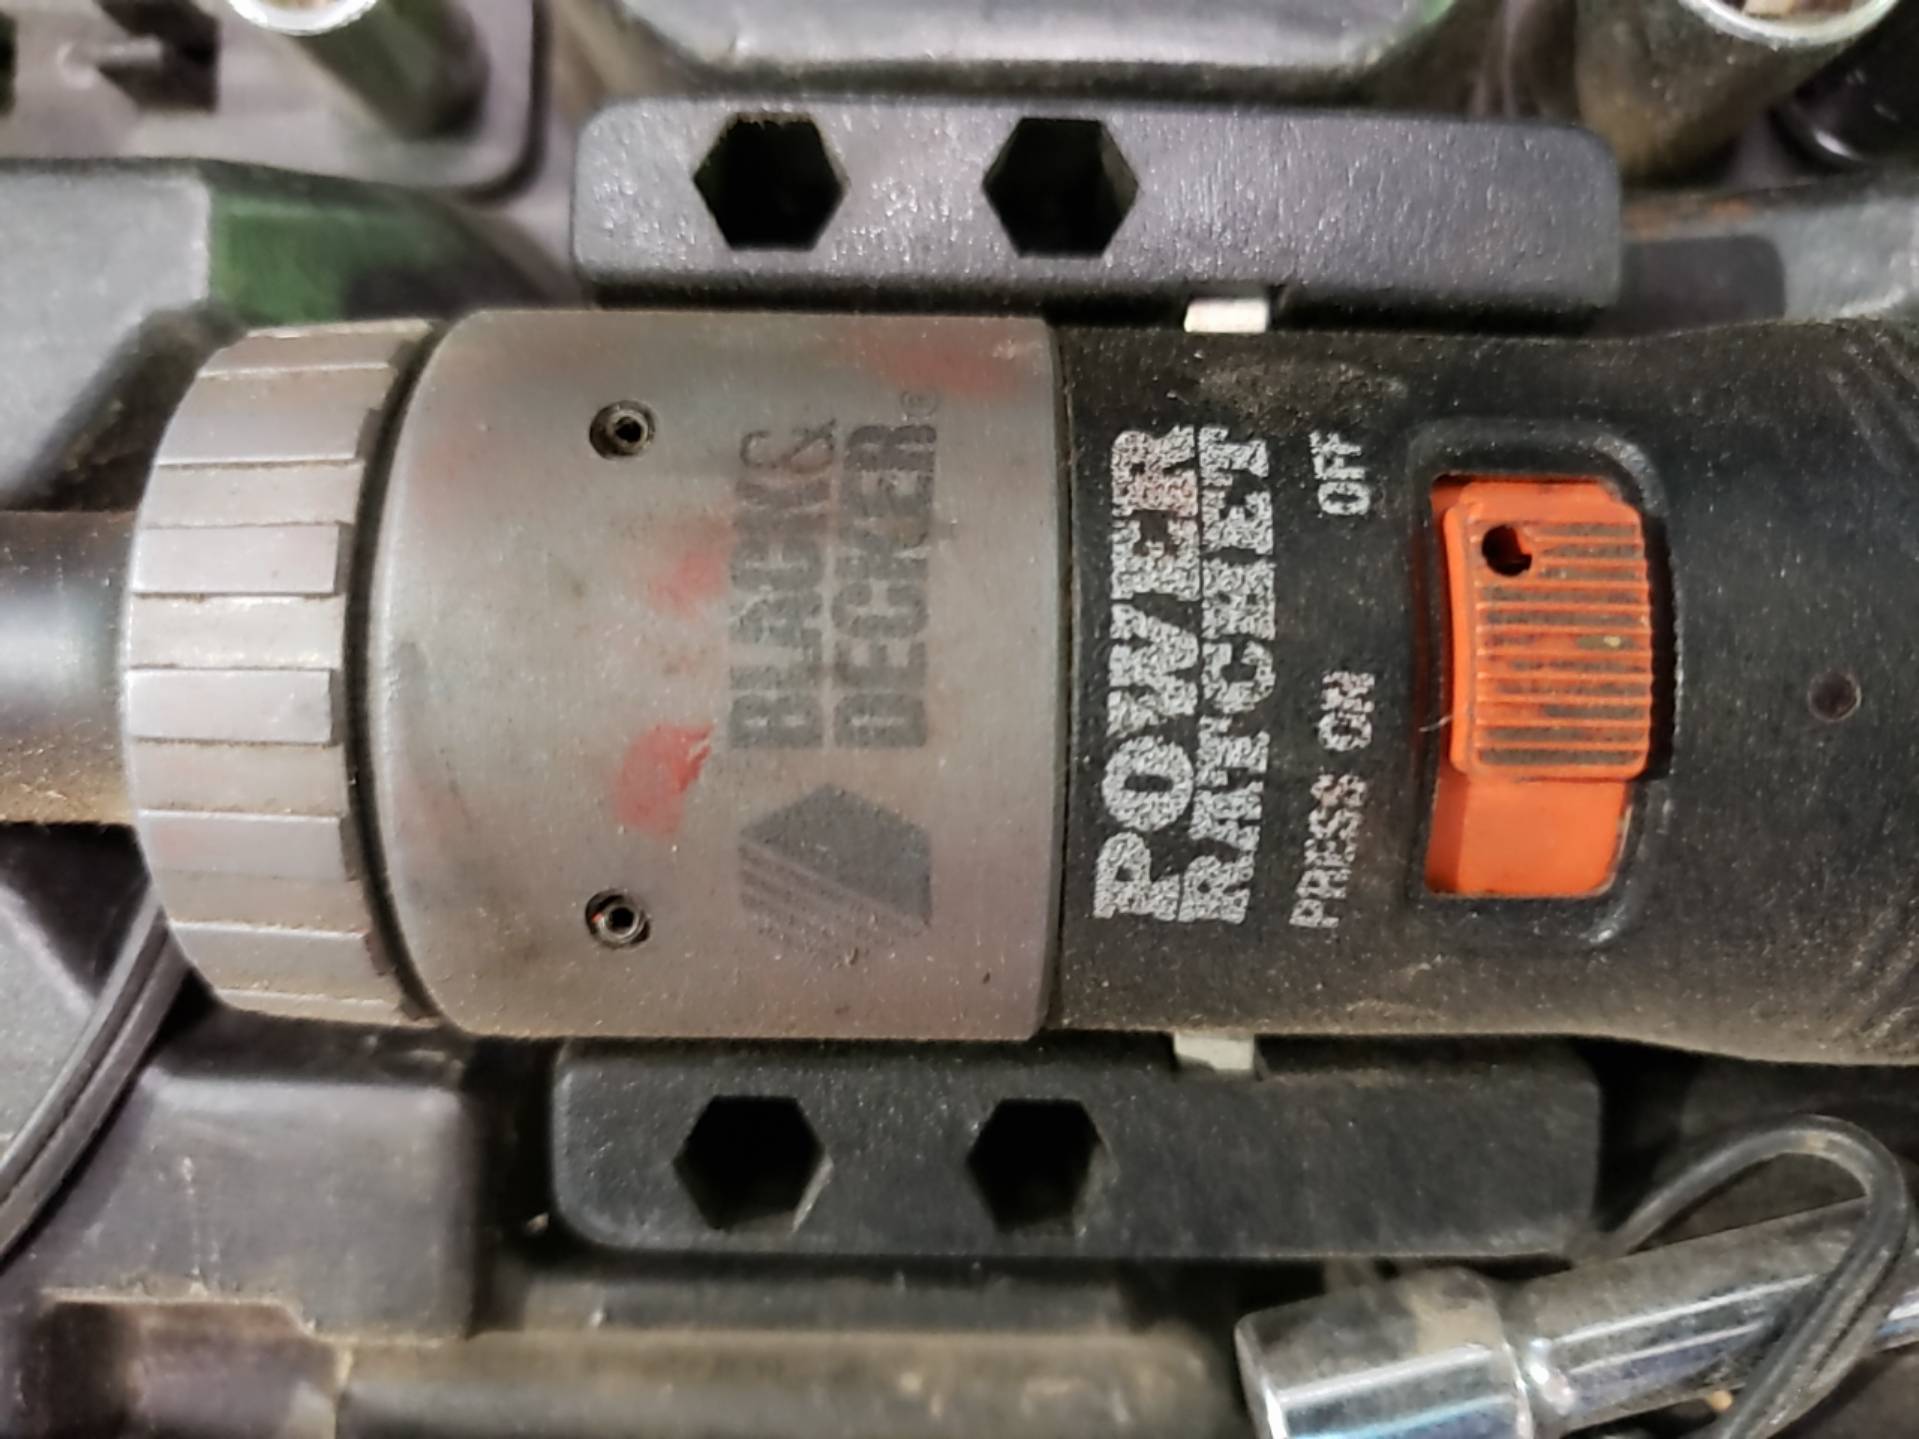 BLACK&
DECKER®
POWER
RATCHET
PRESS ON OFF